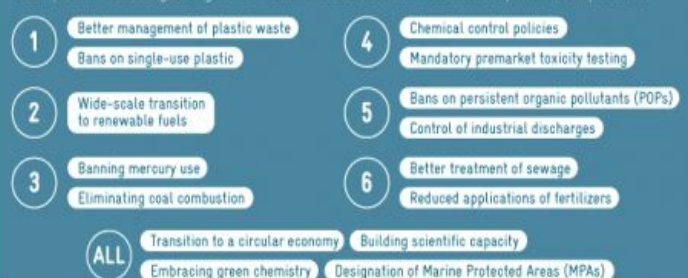 1
Better management of plastic waste
Bans on single-use plastic
2
Wide-scale transition
to renewable fuels
3
Banning mercury use
Eliminating coal combustion
4
Chemical control policies
Mandatory premarket toxicity testing
5
Bans on persistent organic pollutants (POPs)
Control of industrial discharges
6
Better treatment of sewage
Reduced applications of fertilizers
ALL
Transition to a circular economy
Building scientific capacity
Embracing green chemistry
Designation of Marine Protected Areas (MPAs)